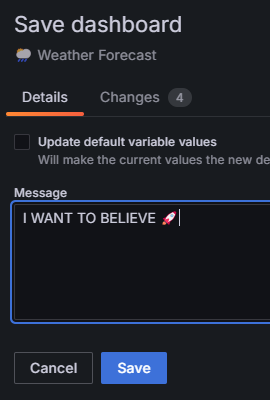 Save dashboard
🌧️ Weather Forecast
Details Changes 4
Update default variable values
Will make the current values the new de
Message
I WANT TO BELIEVE 🚀
Cancel Save